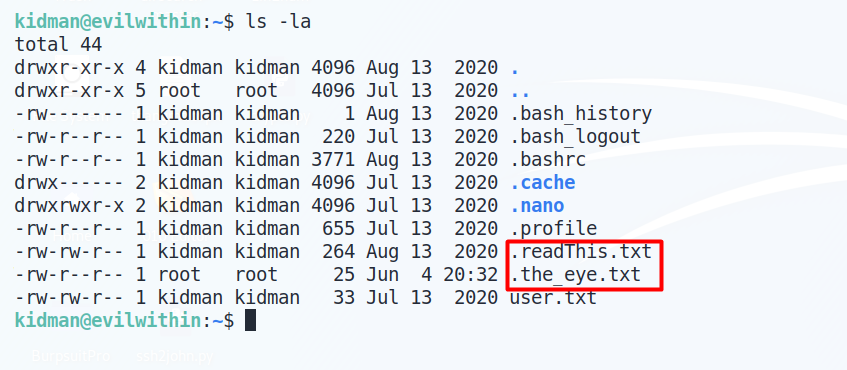 kidman@evilwithin:~$ ls -la
total 44
drwxr-xr-x 4 kidman kidman 4096 Aug 13  2020 .
drwxr-xr-x 5 root   root   4096 Jul 13  2020 ..
-rw------- 1 kidman kidman    1 Aug 13  2020 .bash_history
-rw-r--r-- 1 kidman kidman  220 Jul 13  2020 .bash_logout
-rw-r--r-- 1 kidman kidman 3771 Aug 13  2020 .bashrc
drwx------ 2 kidman kidman 4096 Jul 13  2020 .cache
drwxrwxr-x 2 kidman kidman 4096 Jul 13  2020 .nano
-rw-r--r-- 1 kidman kidman  655 Jul 13  2020 .profile
-rw-rw-r-- 1 kidman kidman  264 Aug 13  2020 .readThis.txt
-rw-r--r-- 1 root   root     25 Jun  4 20:32 .the_eye.txt
-rw-rw-r-- 1 kidman kidman   33 Jul 13  2020 user.txt
kidman@evilwithin:~$
BurpsuitPro ssh2john.py